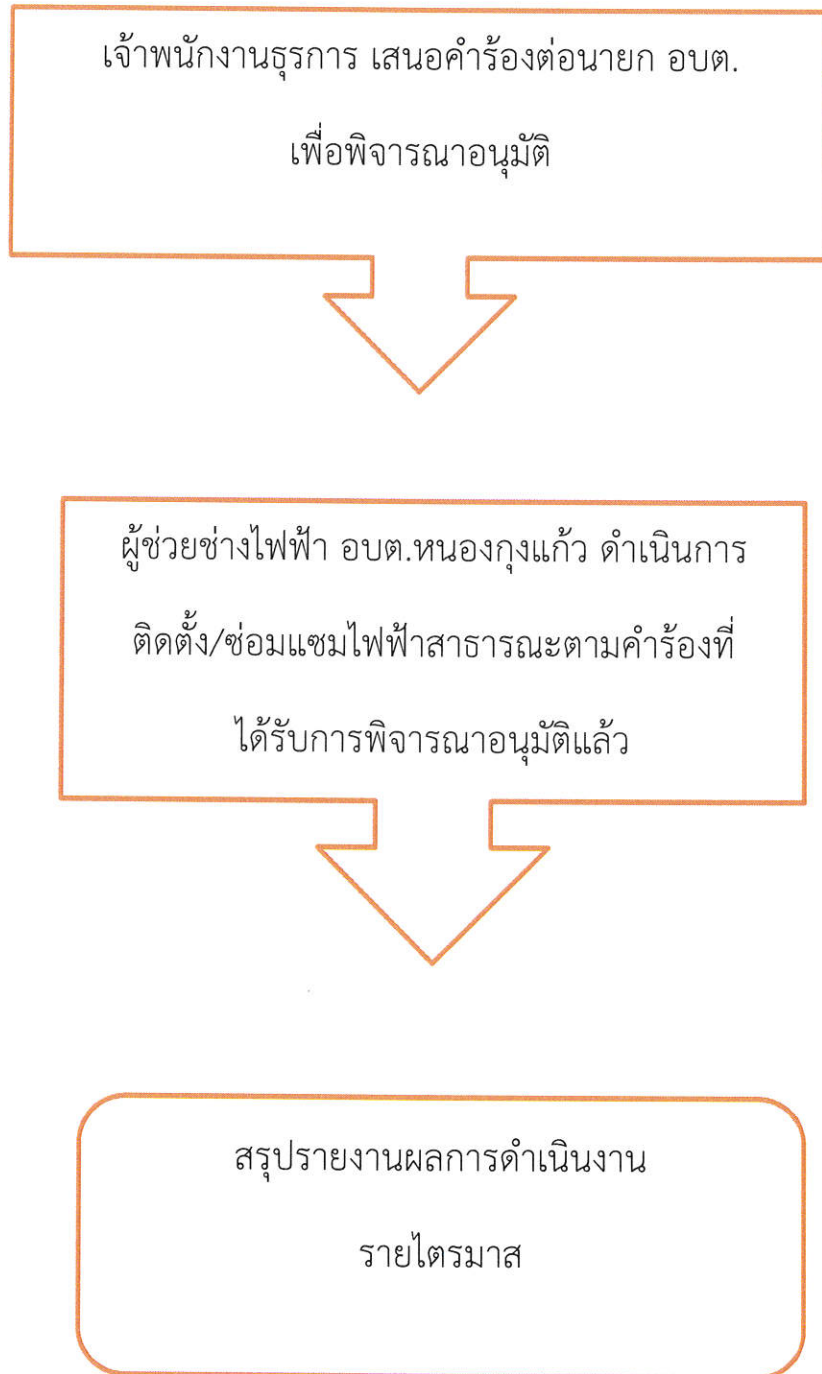 เจ้าพนักงานธุรการ เสนอคำร้องต่อนายก อบต.
เพื่อพิจารณาอนุมัติ
ผู้ช่วยช่างไฟฟ้า อบต.หนองกุงแก้ว ดำเนินการ
ติดตั้ง/ซ่อมแซมไฟฟ้าสาธารณะตามคำร้องที่
ได้รับการพิจารณาอนุมัติแล้ว
สรุปรายงานผลการดำเนินงาน
รายไตรมาส